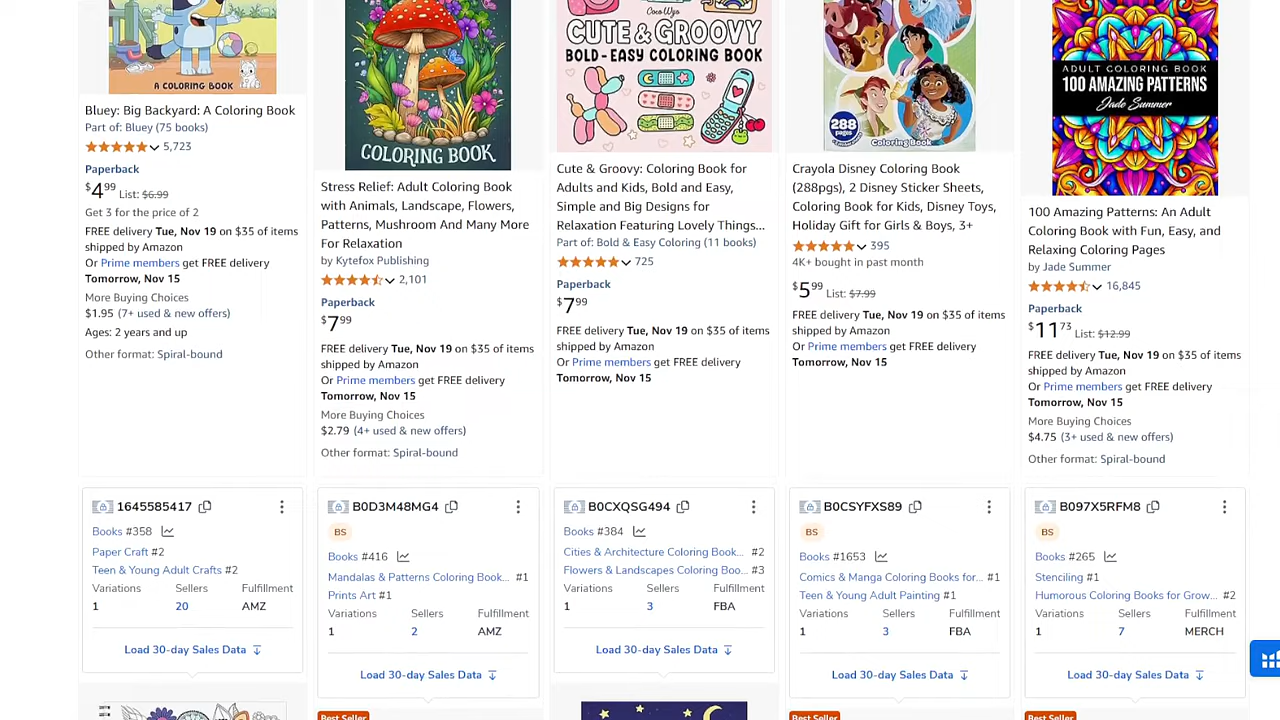 A COLORING BOOK
Bluey: Big Backyard: A Coloring Book
Part of: Bluey (75 books)
5,723
Paperback
$4.99 List: $6.99
Get 3 for the price of 2
FREE delivery Tue, Nov 19 on $35 of items
shipped by Amazon
Or Prime members get FREE delivery
Tomorrow, Nov 15
More Buying Choices
$1.95 (7+ used & new offers)
Ages: 2 years and up
Other format: Spiral-bound
COLORING BOOK
Stress Relief: Adult Coloring Book
with Animals, Landscape, Flowers,
Patterns, Mushroom And Many More
For Relaxation
by Kytefox Publishing
2,101
Paperback
$7.99
FREE delivery Tue, Nov 19 on $35 of items
shipped by Amazon
Or Prime members get FREE delivery
Tomorrow, Nov 15
More Buying Choices
$2.79 (4+ used & new offers)
Other format: Spiral-bound
Coco Wyo
CUTE & GROOVY
BOLD - EASY COLORING BOOK
Cute & Groovy: Coloring Book for
Adults and Kids, Bold and Easy,
Simple and Big Designs for
Relaxation Featuring Lovely Things...
Part of: Bold & Easy Coloring (11 books)
725
Paperback
$7.99
FREE delivery Tue, Nov 19 on $35 of items
shipped by Amazon
Or Prime members get FREE delivery
Tomorrow, Nov 15
288
pages
Coloring Book
Crayola Disney Coloring Book
(288pgs), 2 Disney Sticker Sheets,
Coloring Book for Kids, Disney Toys,
Holiday Gift for Girls & Boys, 3+
395
4K+ bought in past month
$5.99 List: $7.99
FREE delivery Tue, Nov 19 on $35 of items
shipped by Amazon
Or Prime members get FREE delivery
Tomorrow, Nov 15
ADULT COLORING BOOK
100 AMAZING PATTERNS
Jade Summer
100 Amazing Patterns: An Adult
Coloring Book with Fun, Easy, and
Relaxing Coloring Pages
by Jade Summer
16,845
Paperback
$11.73 List: $12.99
FREE delivery Tue, Nov 19 on $35 of items
shipped by Amazon
Or Prime members get FREE delivery
Tomorrow, Nov 15
More Buying Choices
$4.75 (3+ used & new offers)
Other format: Spiral-bound
1645585417
Books #358
Paper Craft #2
Teen & Young Adult Crafts #2
Variations Sellers Fulfillment
1 20 AMZ
Load 30-day Sales Data
B0D3M48MG4
BS
Books #416
Mandalas & Patterns Coloring Book... #1
Prints Art #1
Variations Sellers Fulfillment
1 2 AMZ
Load 30-day Sales Data
B0CXQSG494
Books #384
Cities & Architecture Coloring Book... #2
Flowers & Landscapes Coloring Boo... #3
Variations Sellers Fulfillment
1 3 FBA
Load 30-day Sales Data
B0CSYFXS89
BS
Books #1653
Comics & Manga Coloring Books for... #1
Teen & Young Adult Painting #1
Variations Sellers Fulfillment
1 3 FBA
Load 30-day Sales Data
B097X5RFM8
BS
Books #265
Stenciling #1
Humorous Coloring Books for Grow... #2
Variations Sellers Fulfillment
1 7 MERCH
Load 30-day Sales Data
Best Seller
Best Seller
Best Seller